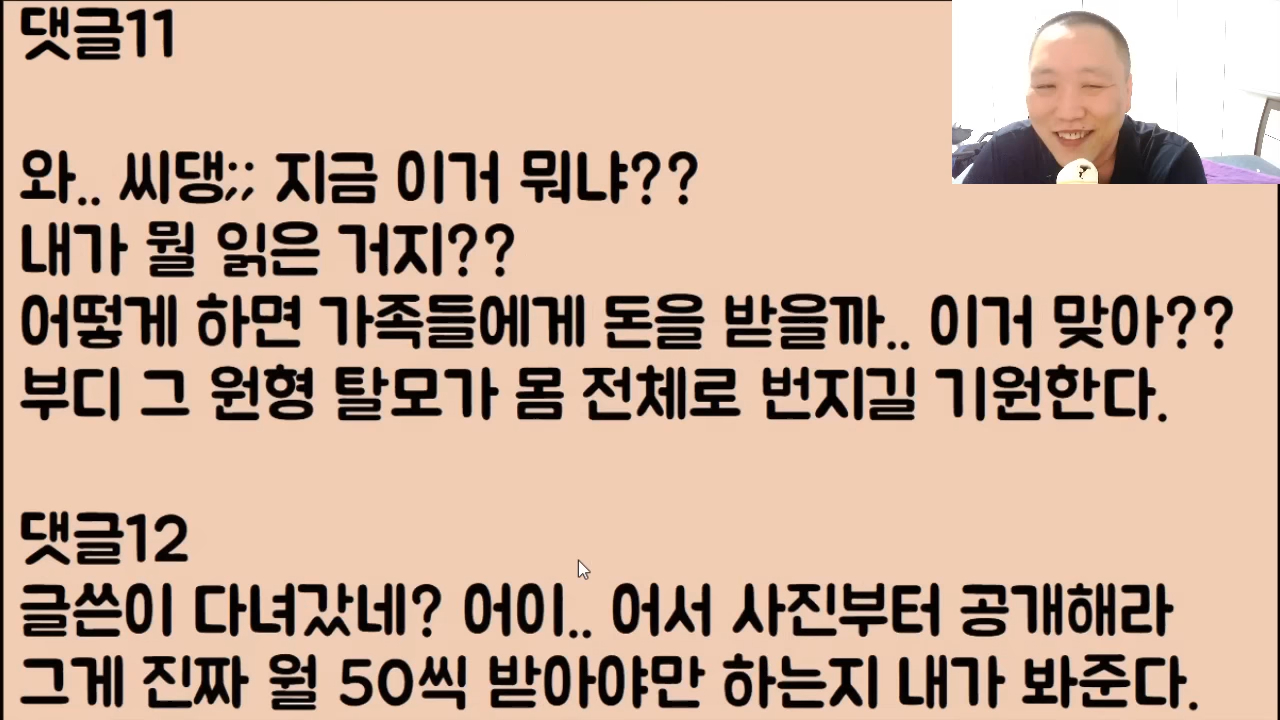 댓글11
와.. 씨댕;; 지금 이거 뭐냐??
내가 뭘 읽은 거지??
어떻게 하면 가족들에게 돈을 받을까.. 이거 맞아??
부디 그 원형 탈모가 몸 전체로 번지길 기원한다.
댓글12
글쓴이 다녀갔네? 어이.. 어서 사진부터 공개해라
그게 진짜 월 50씩 받아야만 하는지 내가 봐준다.